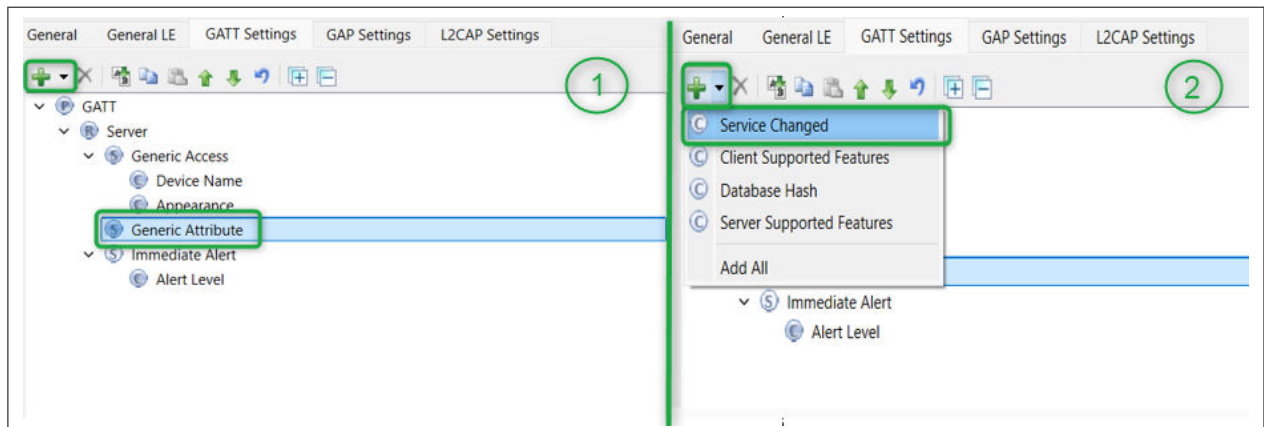 General General LE GATT Settings GAP Settings L2CAP Settings
1
P GATT
R Server
S Generic Access
C Device Name
C Appearance
S Generic Attribute
S Immediate Alert
C Alert Level
General General LE GATT Settings GAP Settings L2CAP Settings
2
C Service Changed
C Client Supported Features
C Database Hash
C Server Supported Features
Add All
S Immediate Alert
C Alert Level